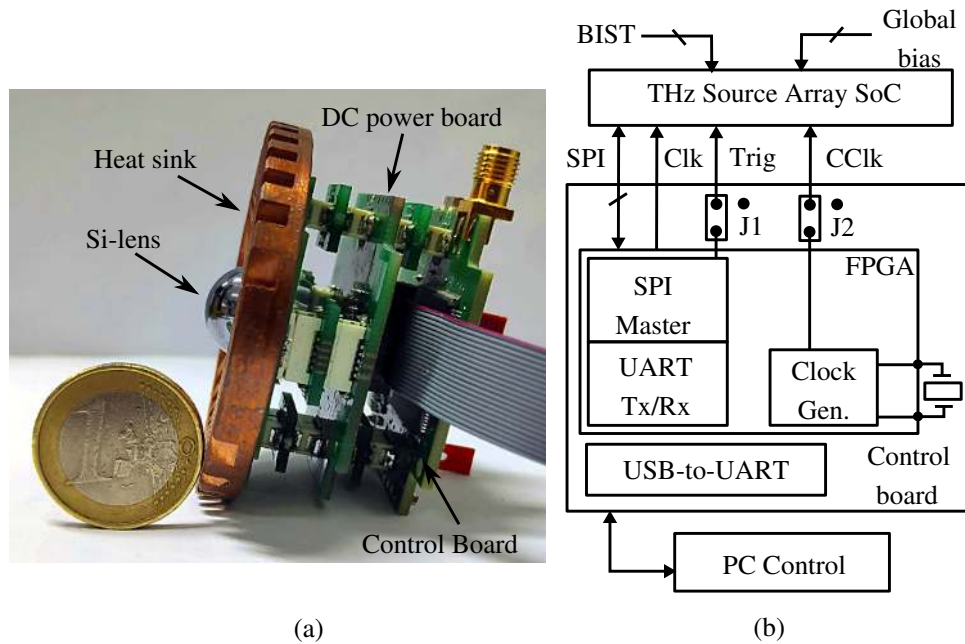 DC power board
Heat sink
Si-lens
Control Board
(a)
BIST
Global
bias
THz Source Array SoC
SPI
Clk
Trig
CClk
J1
J2
FPGA
SPI
Master
UART
Tx/Rx
Clock
Gen.
USB-to-UART
Control
board
PC Control
(b)